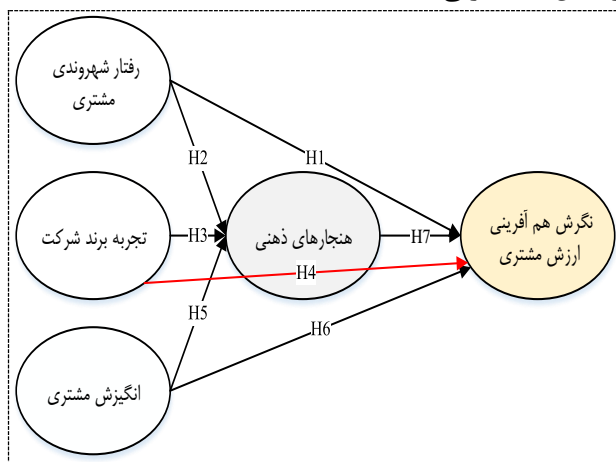 رفتار شهروندی
مشتری
H1
H2
تجربه برند شرکت
H3
هنجارهای ذهنی
H7
نگرش هم آفرینی
ارزش مشتری
H4
H5
H6
انگیزش مشتری